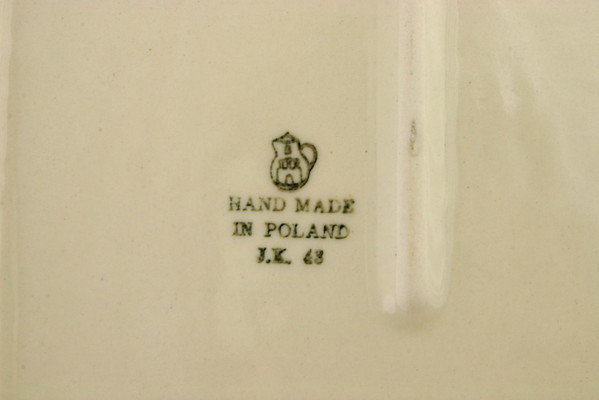 HAND MADE
IN POLAND
J.K. 43